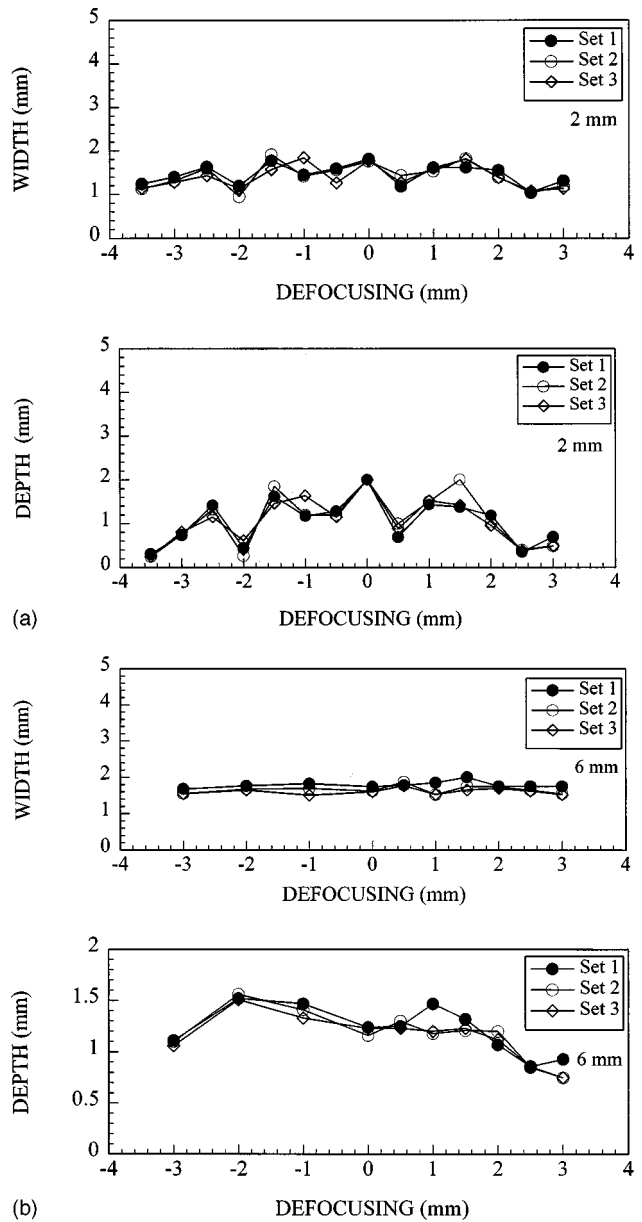 5
4
3
2
1
0
WIDTH (mm)
Set 1
Set 2
Set 3
2 mm
-4 -3 -2 -1 0 1 2 3 4
DEFOCUSING (mm)
5
4
3
2
1
0
DEPTH (mm)
Set 1
Set 2
Set 3
2 mm
-4 -3 -2 -1 0 1 2 3 4
(a)
DEFOCUSING (mm)
5
4
3
2
1
0
WIDTH (mm)
Set 1
Set 2
Set 3
6 mm
-4 -3 -2 -1 0 1 2 3 4
DEFOCUSING (mm)
2
1.5
1
0.5
0
DEPTH (mm)
Set 1
Set 2
Set 3
6 mm
-4 -3 -2 -1 0 1 2 3 4
(b)
DEFOCUSING (mm)